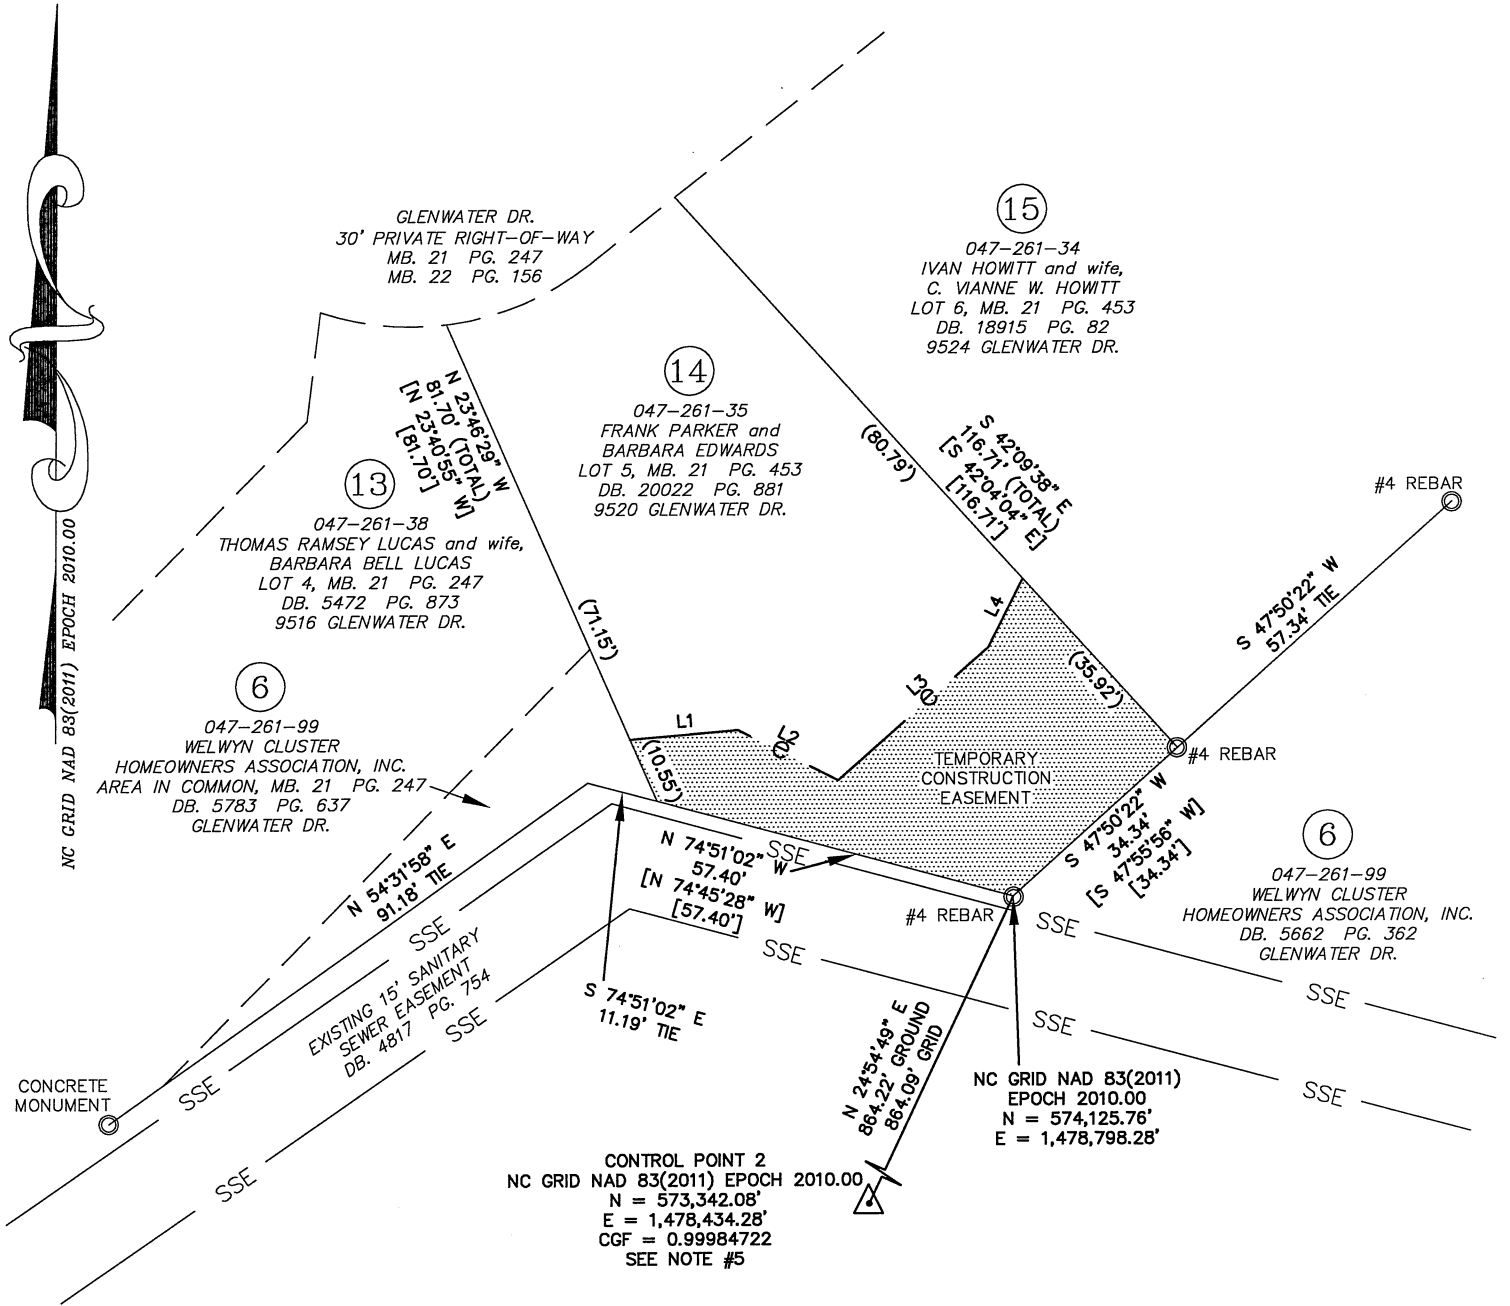 GLENWATER DR.
30' PRIVATE RIGHT-OF-WAY
MB. 21 PG. 247
MB. 22 PG. 156
15
047-261-34
IVAN HOWITT and wife,
C. VIANNE W. HOWITT
LOT 6, MB. 21 PG. 453
DB. 18915 PG. 82
9524 GLENWATER DR.
14
047-261-35
FRANK PARKER and
BARBARA EDWARDS
LOT 5, MB. 21 PG. 453
DB. 20022 PG. 881
9520 GLENWATER DR.
N 23°46'29" W
81.70' (TOTAL)
[N 23°40'55" W]
[81.70']
(80.79')
S 42°09'38" E
116.71' (TOTAL)
[S 42°04'04" E]
[116.71']
13
047-261-38
THOMAS RAMSEY LUCAS and wife,
BARBARA BELL LUCAS
LOT 4, MB. 21 PG. 247
DB. 5472 PG. 873
9516 GLENWATER DR.
#4 REBAR
S 47°50'22" W
57.34' TIE
(71.15')
L4
L3
(35.92')
L1
L2
(10.55')
NC GRID NAD 83(2011) EPOCH 2010.00
6
047-261-99
WELWYN CLUSTER
HOMEOWNERS ASSOCIATION, INC.
AREA IN COMMON, MB. 21 PG. 247
DB. 5783 PG. 637
GLENWATER DR.
TEMPORARY
CONSTRUCTION
EASEMENT
#4 REBAR
S 47°50'22" W
34.34'
[S 47°55'56" W]
[34.34']
6
047-261-99
WELWYN CLUSTER
HOMEOWNERS ASSOCIATION, INC.
DB. 5662 PG. 362
GLENWATER DR.
N 54°31'58" E
91.18' TIE
SSE
N 74°51'02" W
57.40'
[N 74°45'28" W]
[57.40']
#4 REBAR
SSE
SSE
SSE
SSE
EXISTING 15' SANITARY
SEWER EASEMENT
DB. 4817 PG. 754
SSE
S 74°51'02" E
11.19' TIE
SSE
SSE
SSE
SSE
N 24°54'49" E
864.22' GROUND
864.09' GRID
NC GRID NAD 83(2011)
EPOCH 2010.00
N = 574,125.76'
E = 1,478,798.28'
CONCRETE
MONUMENT
CONTROL POINT 2
NC GRID NAD 83(2011) EPOCH 2010.00
N = 573,342.08'
E = 1,478,434.28'
CGF = 0.99984722
SEE NOTE #5